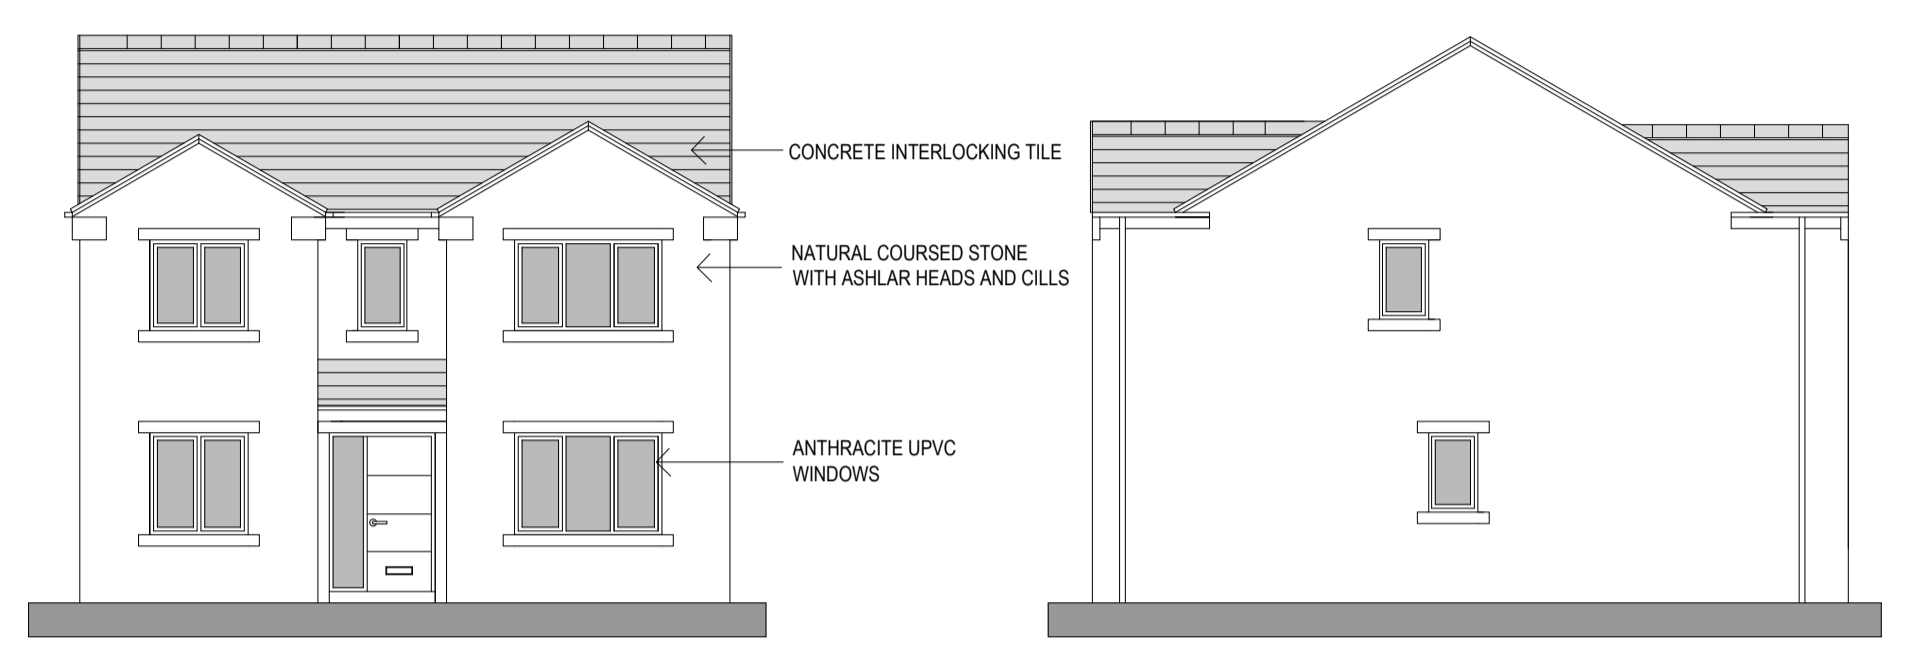 CONCRETE INTERLOCKING TILE
NATURAL COURSED STONE
WITH ASHLAR HEADS AND CILLS
ANTHRACITE UPVC
WINDOWS